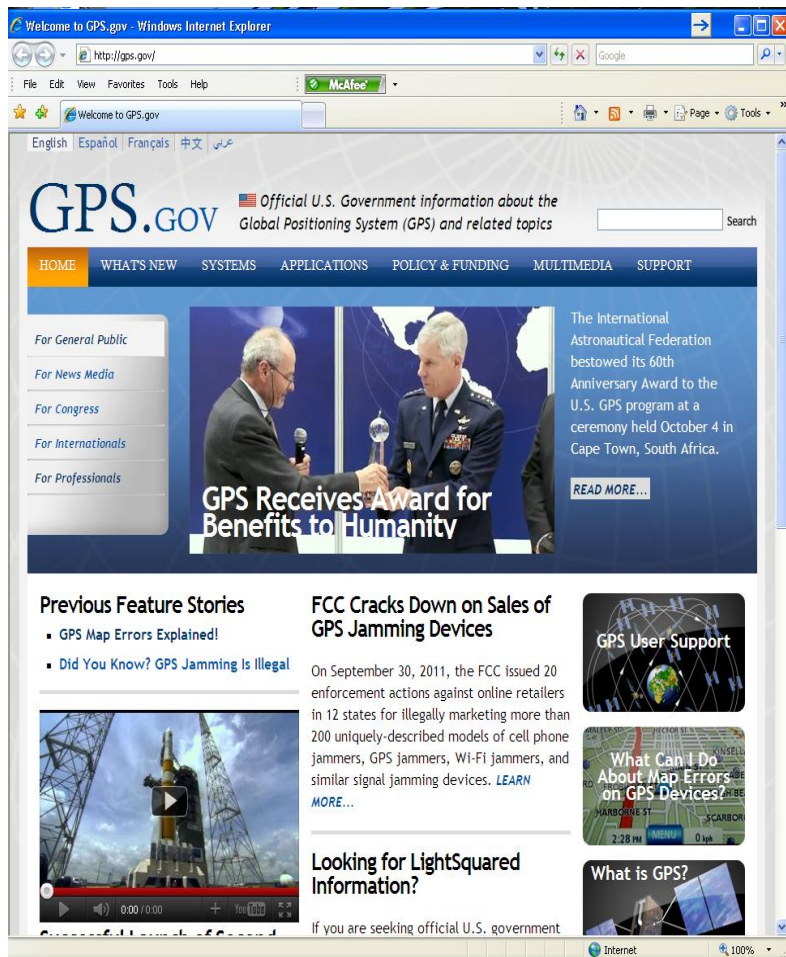 Welcome to GPS.gov - Windows Internet Explorer
http://gps.gov/
Google
File Edit View Favorites Tools Help
McAfee
Welcome to GPS.gov
Page Tools
English Español Français 中文 عربي
GPS.GOV
Official U.S. Government information about the
Global Positioning System (GPS) and related topics
Search
HOME WHAT'S NEW SYSTEMS APPLICATIONS POLICY & FUNDING MULTIMEDIA SUPPORT
For General Public
For News Media
For Congress
For Internationals
For Professionals
GPS Receives Award for
Benefits to Humanity
The International
Astronautical Federation
bestowed its 60th
Anniversary Award to the
U.S. GPS program at a
ceremony held October 4 in
Cape Town, South Africa.
READ MORE...
Previous Feature Stories
GPS Map Errors Explained!
Did You Know? GPS Jamming Is Illegal
0:00 / 0:00
YouTube
FCC Cracks Down on Sales of
GPS Jamming Devices
On September 30, 2011, the FCC issued 20
enforcement actions against online retailers
in 12 states for illegally marketing more than
200 uniquely-described models of cell phone
jammers, GPS jammers, Wi-Fi jammers, and
similar signal jamming devices. LEARN
MORE...
Looking for LightSquared
Information?
If you are seeking official U.S. government
GPS User Support
What Can I Do
About Map Errors
on GPS Devices?
HARBORNE ST
2:28 PM MENU 0 kph
What is GPS?
Internet
100%